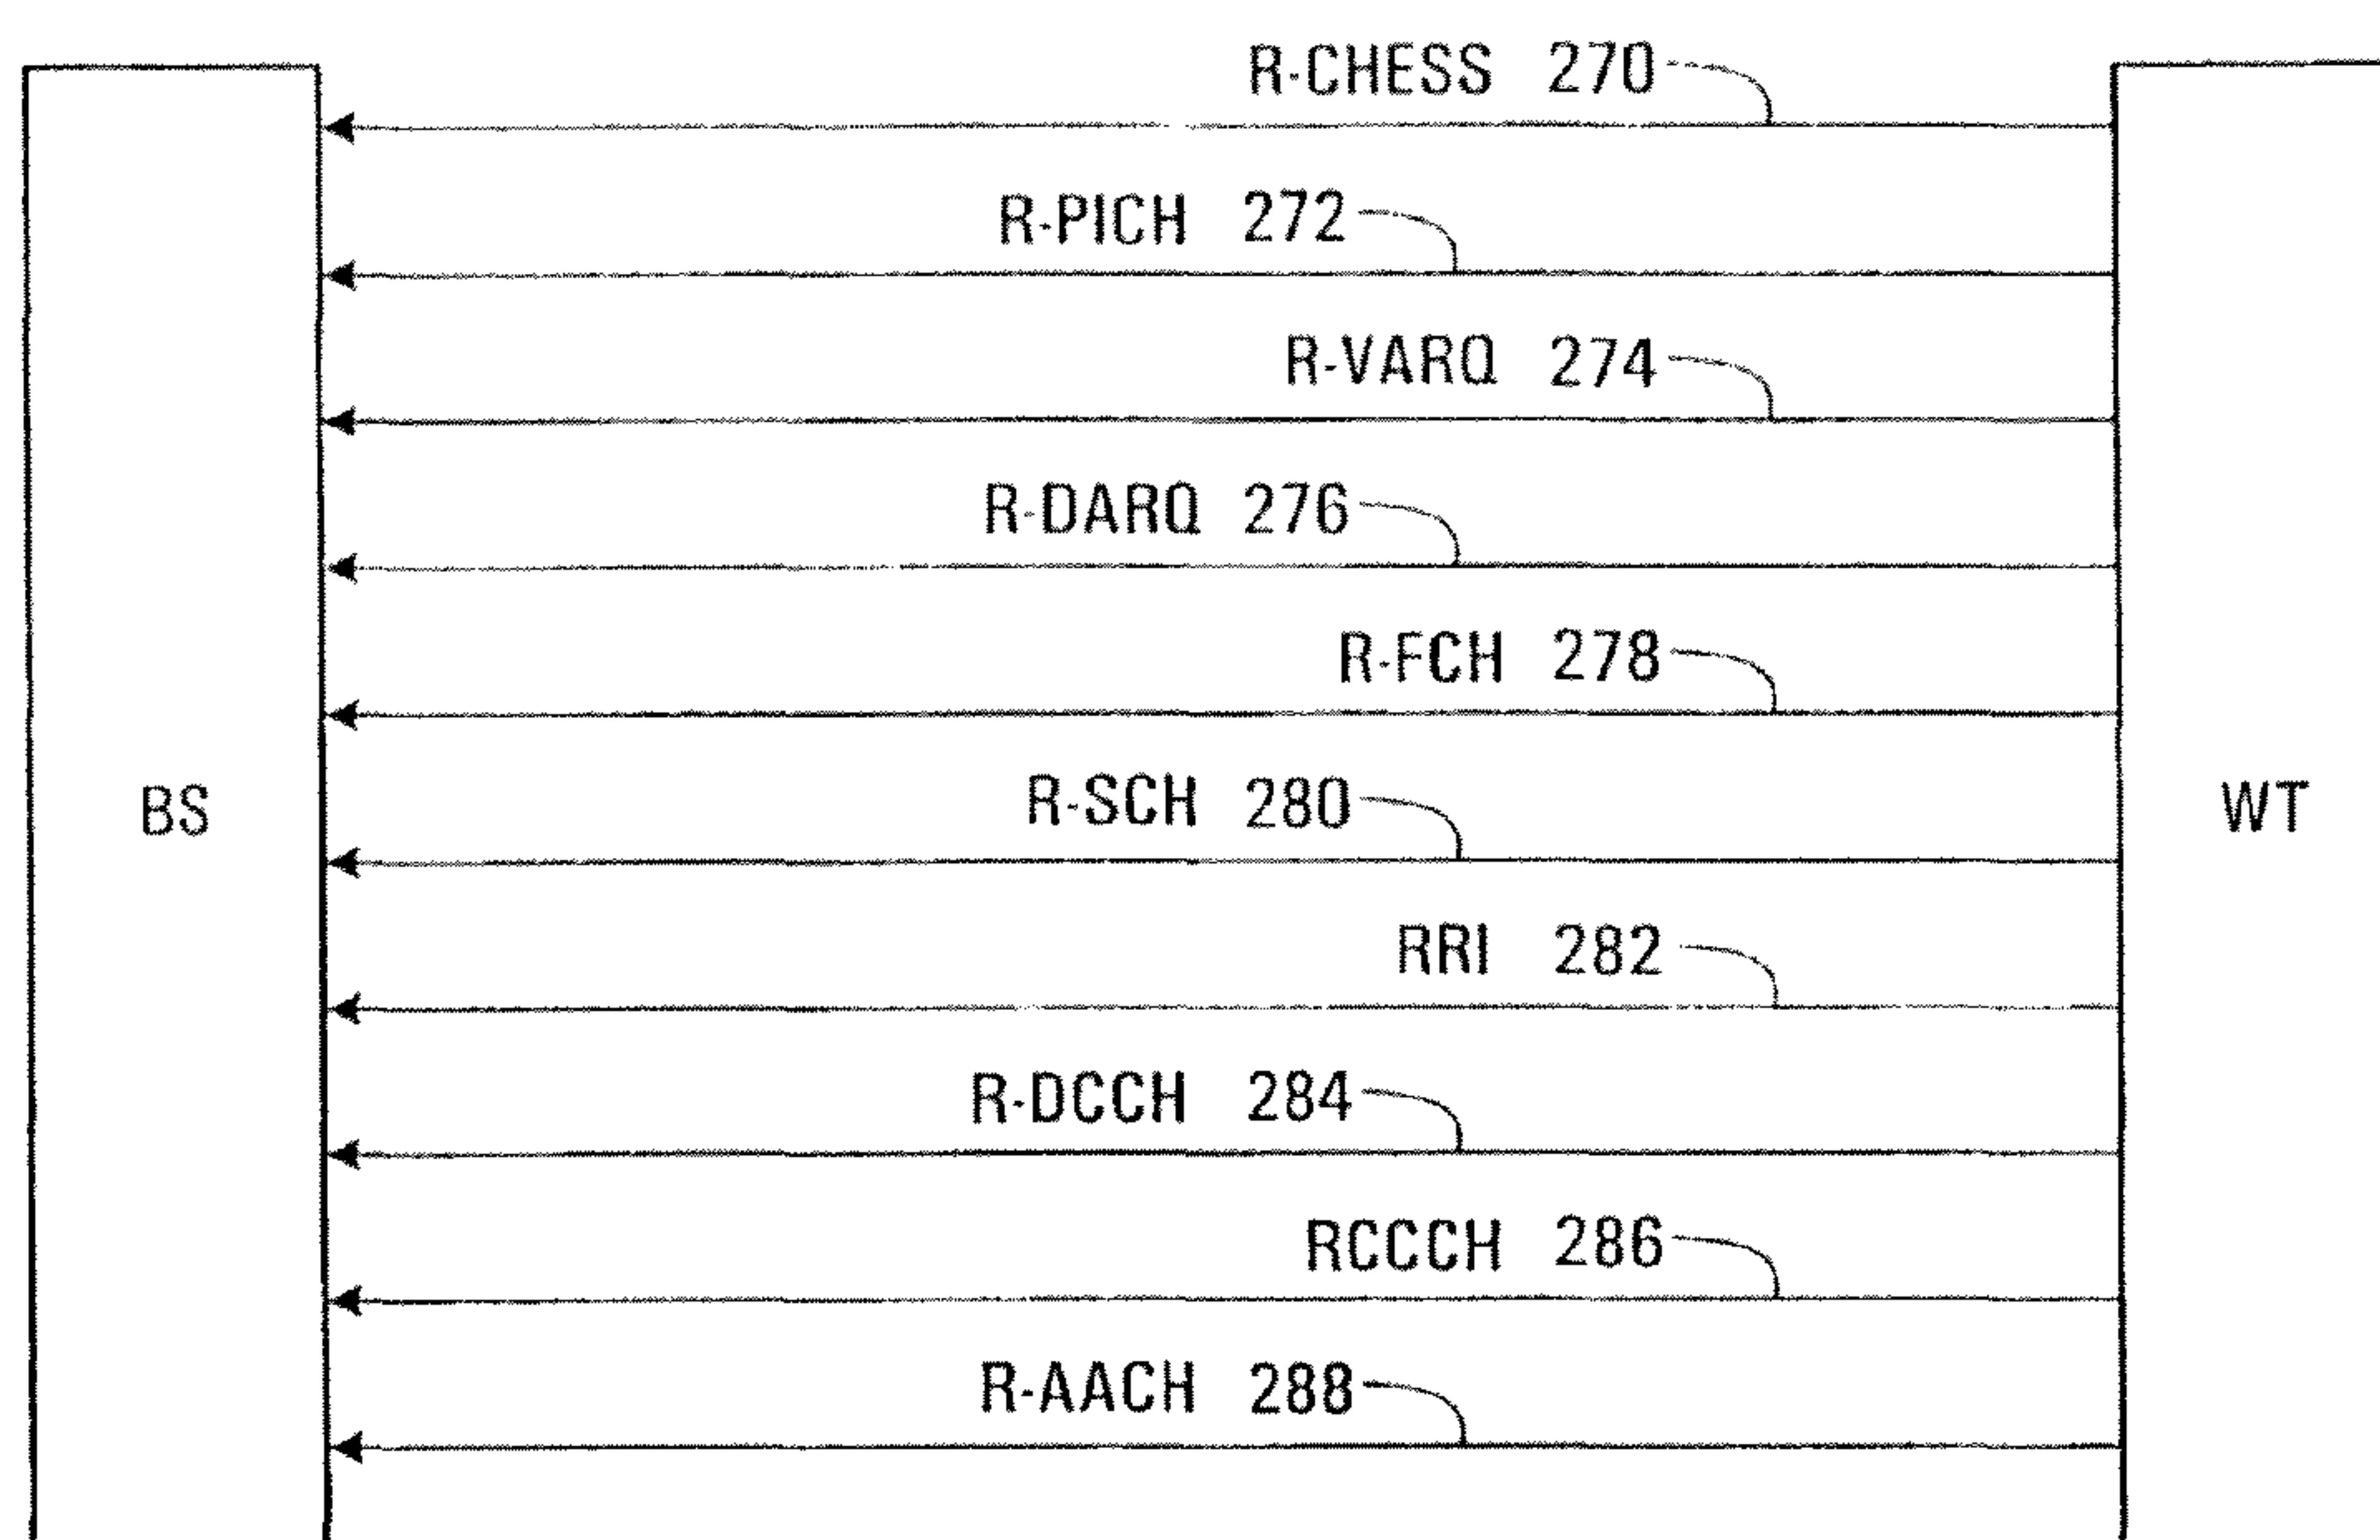 R-CHESS 270
R-PICH 272
R-VARQ 274
R-DARQ 276
R-FCH 278
R-SCH 280
BS
WT
RRI 282
R-DCCH 284
RCCCH 286
R-AACH 288